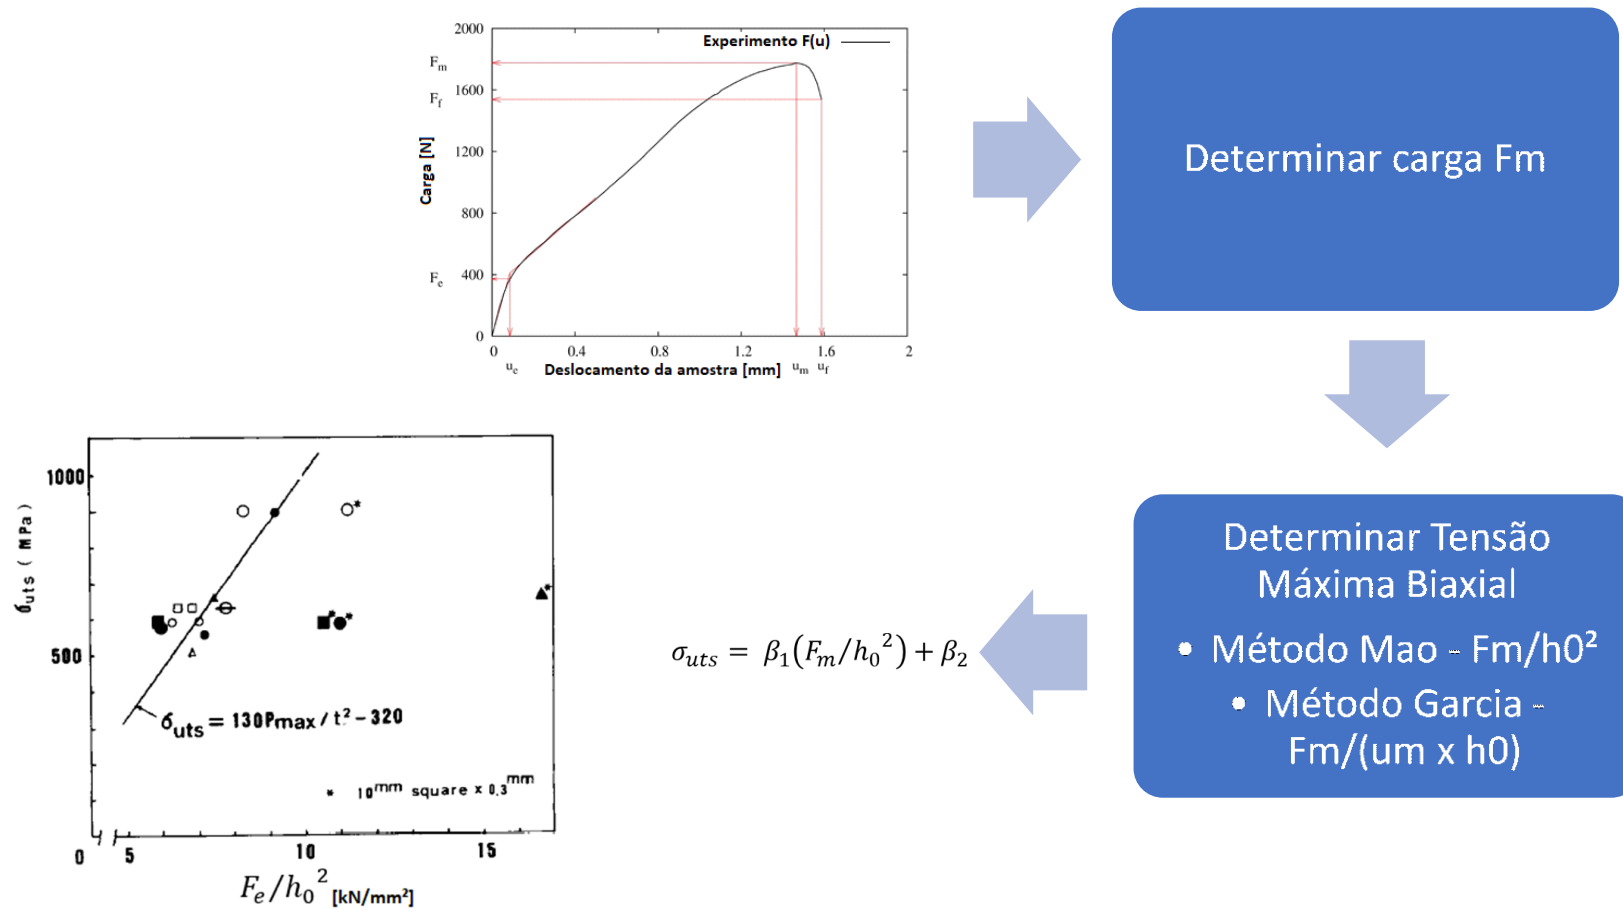 Experimento F(u)
2000
1600
1200
800
400
0
Fm
Ff
Fe
Carga [N]
0 0.4 0.8 1.2 1.6 2
ue um uf
Deslocamento da amostra [mm]
Determinar carga Fm
Determinar Tensão
Máxima Biaxial
• Método Mao - Fm/h0²
• Método Garcia -
Fm/(um x h0)
σuts = β₁(Fm/h₀²) + β₂
1000
500
σuts ( MPa)
σuts = 130Pmax / t² - 320
* 10mm square x 0.3mm
0 5 10 15
Fe/h₀² [kN/mm²]